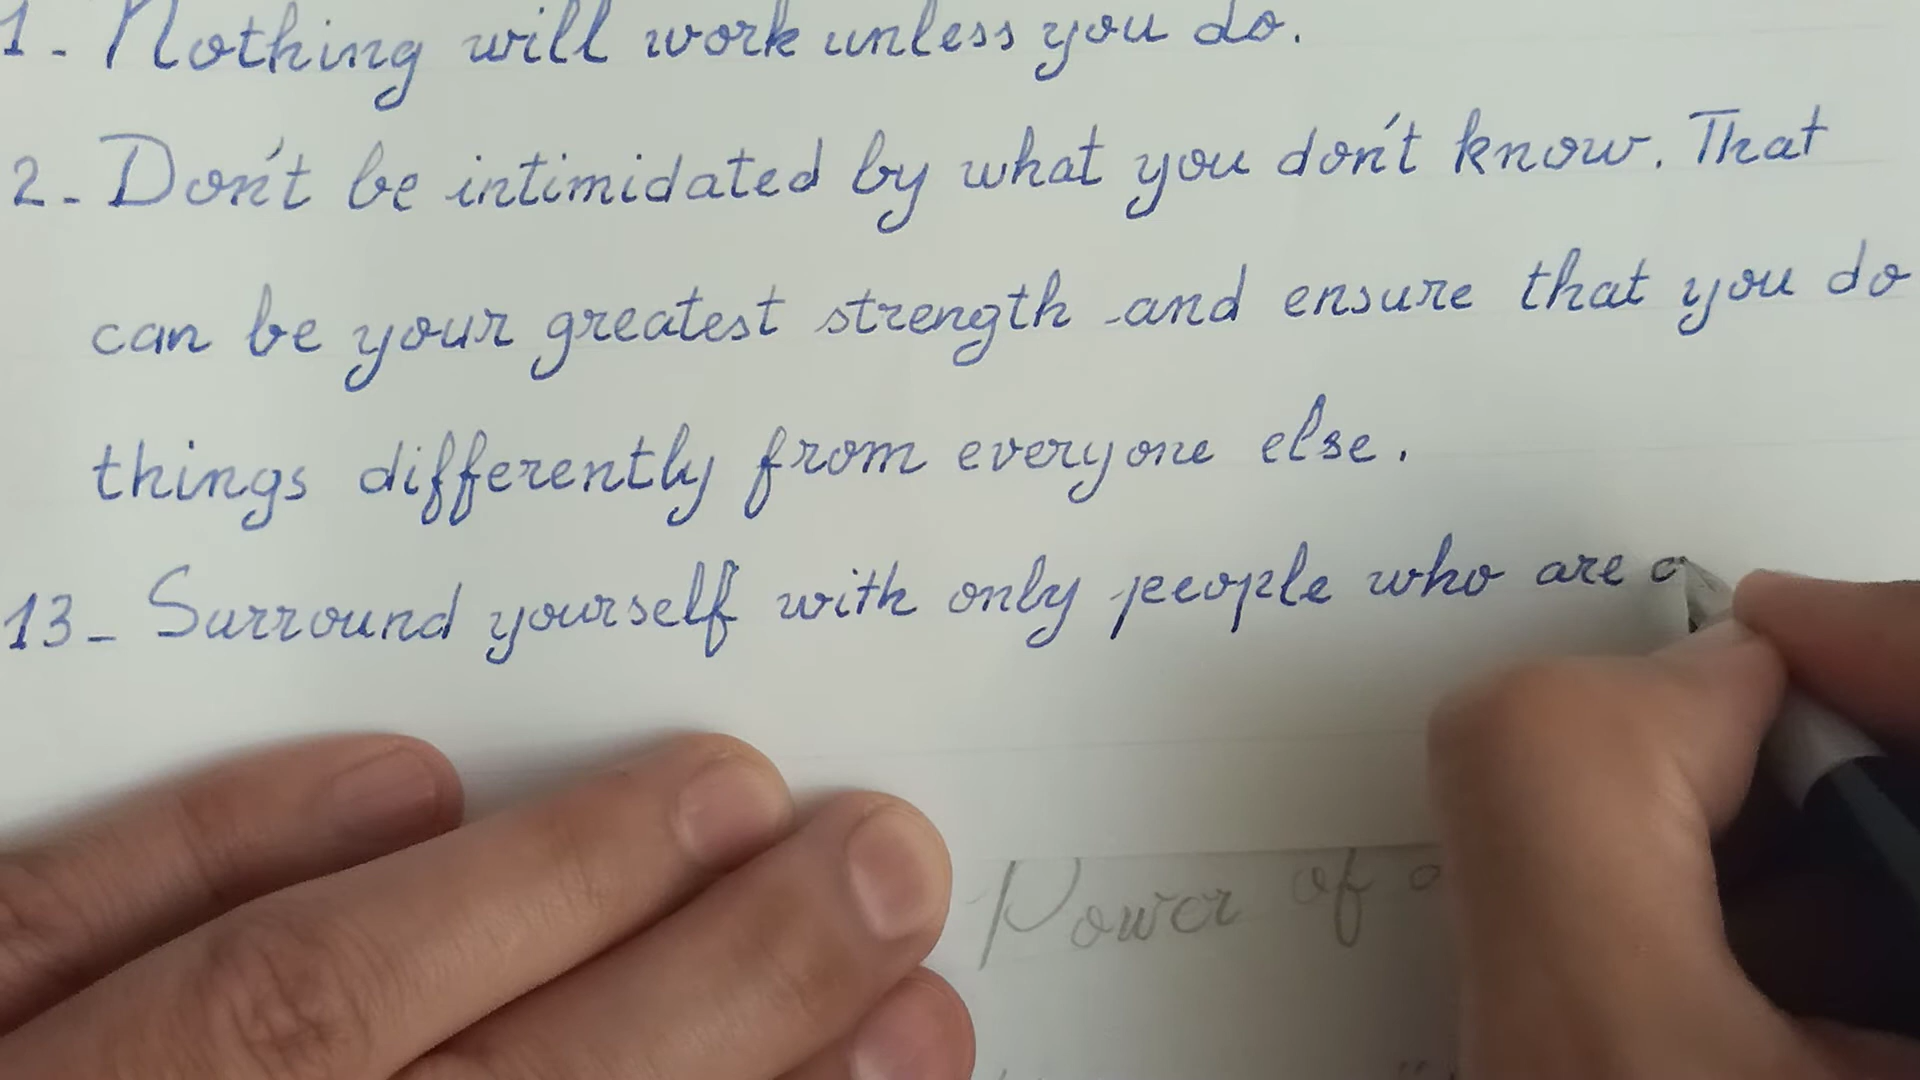 1- Nothing will work unless you do.
2- Don't be intimidated by what you don't know. That
can be your greatest strength and ensure that you do
things differently from everyone else.
13- Surround yourself with only people who are
Power of